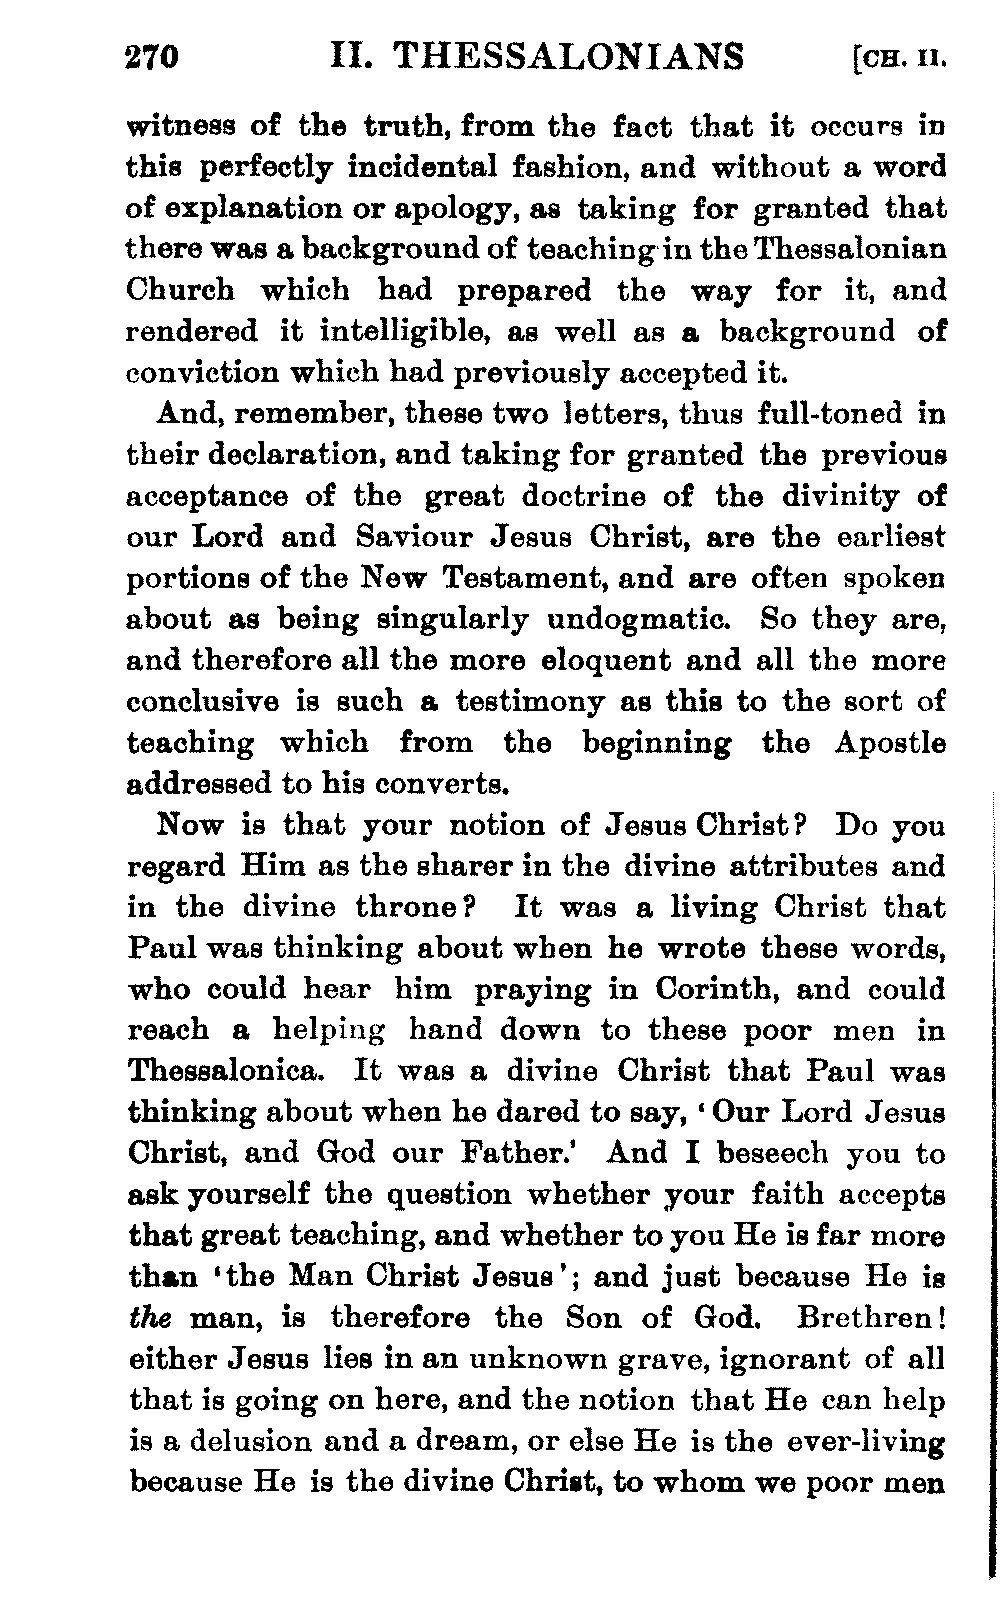 270 II. THESSALONIANS [CH. II.
witness of the truth, from the fact that it occurs in
this perfectly incidental fashion, and without a word
of explanation or apology, as taking for granted that
there was a background of teaching in the Thessalonian
Church which had prepared the way for it, and
rendered it intelligible, as well as a background of
conviction which had previously accepted it.
And, remember, these two letters, thus full-toned in
their declaration, and taking for granted the previous
acceptance of the great doctrine of the divinity of
our Lord and Saviour Jesus Christ, are the earliest
portions of the New Testament, and are often spoken
about as being singularly undogmatic. So they are,
and therefore all the more eloquent and all the more
conclusive is such a testimony as this to the sort of
teaching which from the beginning the Apostle
addressed to his converts.
Now is that your notion of Jesus Christ? Do you
regard Him as the sharer in the divine attributes and
in the divine throne? It was a living Christ that
Paul was thinking about when he wrote these words,
who could hear him praying in Corinth, and could
reach a helping hand down to these poor men in
Thessalonica. It was a divine Christ that Paul was
thinking about when he dared to say, ‘Our Lord Jesus
Christ, and God our Father.’ And I beseech you to
ask yourself the question whether your faith accepts
that great teaching, and whether to you He is far more
than ‘the Man Christ Jesus’; and just because He is
the man, is therefore the Son of God. Brethren!
either Jesus lies in an unknown grave, ignorant of all
that is going on here, and the notion that He can help
is a delusion and a dream, or else He is the ever-living
because He is the divine Christ, to whom we poor men